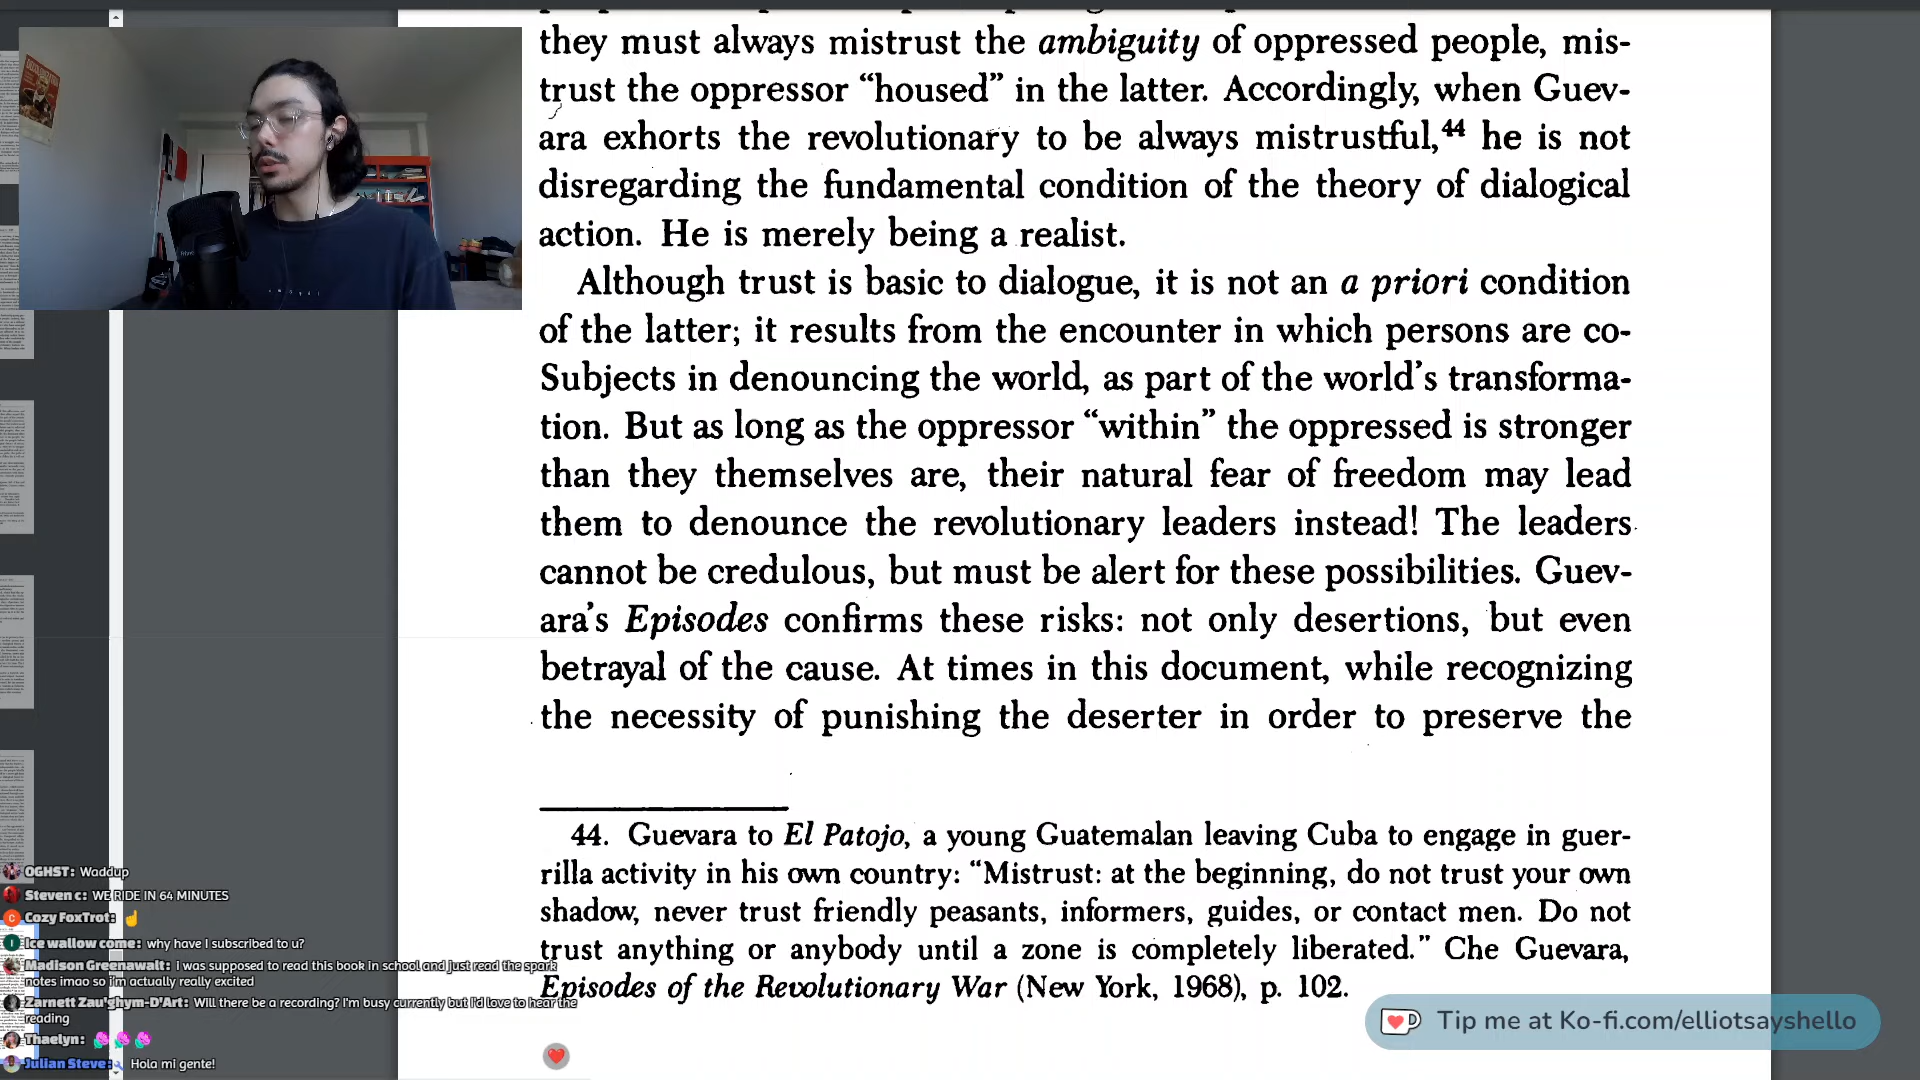 they must always mistrust the ambiguity of oppressed people, mis-
trust the oppressor “housed” in the latter. Accordingly, when Guev-
ara exhorts the revolutionary to be always mistrustful,44 he is not
disregarding the fundamental condition of the theory of dialogical
action. He is merely being a realist.
Although trust is basic to dialogue, it is not an a priori condition
of the latter; it results from the encounter in which persons are co-
Subjects in denouncing the world, as part of the world’s transforma-
tion. But as long as the oppressor “within” the oppressed is stronger
than they themselves are, their natural fear of freedom may lead
them to denounce the revolutionary leaders instead! The leaders
cannot be credulous, but must be alert for these possibilities. Guev-
ara’s Episodes confirms these risks: not only desertions, but even
betrayal of the cause. At times in this document, while recognizing
the necessity of punishing the deserter in order to preserve the
44. Guevara to El Patojo, a young Guatemalan leaving Cuba to engage in guer-
rilla activity in his own country: “Mistrust: at the beginning, do not trust your own
shadow, never trust friendly peasants, informers, guides, or contact men. Do not
trust anything or anybody until a zone is completely liberated.” Che Guevara,
Episodes of the Revolutionary War (New York, 1968), p. 102.
OGHST: Waddup
Steven c: WE RIDE IN 64 MINUTES
Cozy FoxTrot: ☝
Ice wallow come: why have I subscribed to u?
Madison Greenawalt: i was supposed to read this book in school and just read the spark
notes lmao so i'm actually really excited
Zarnett Zau'ghym-D'Art: Will there be a recording? I'm busy currently but I'd love to hear the
reading
Thaelyn:
Julian Steve: Hola mi gente!
Tip me at Ko-fi.com/elliotsayshello